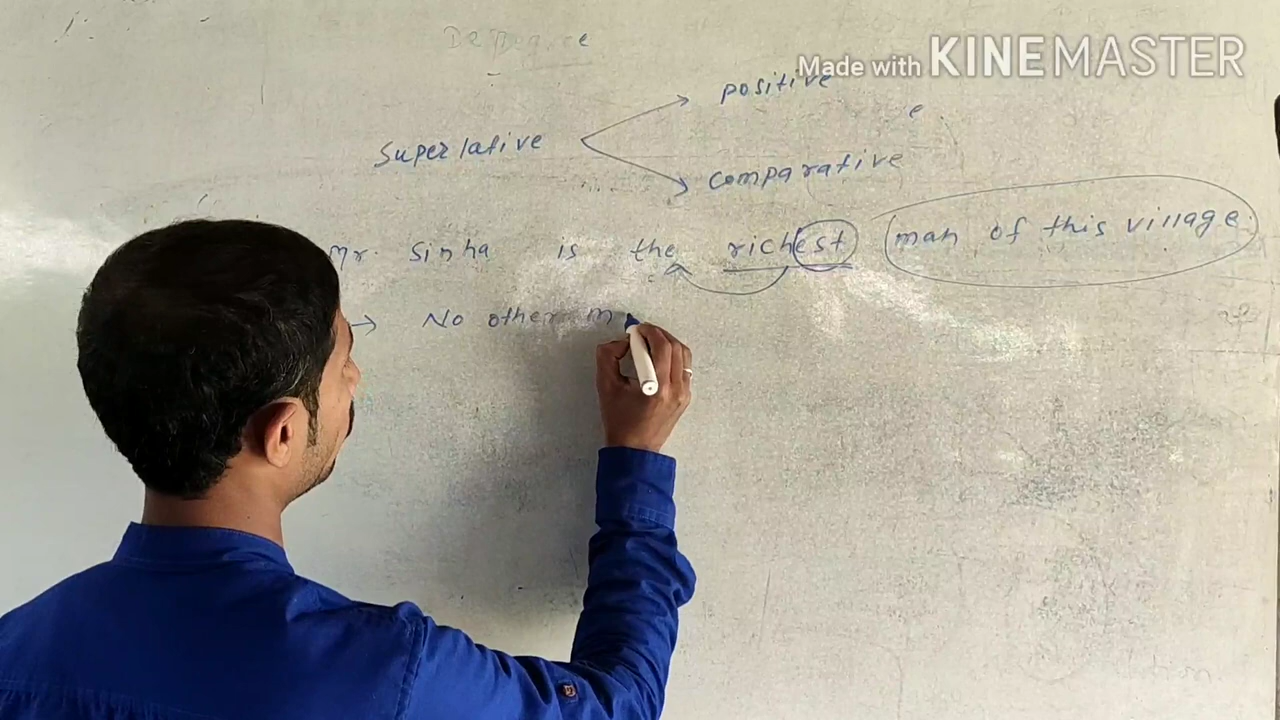 Made with KINEMASTER
positive
e
superlative
comparative
Mr. sinha is the richest man of this village.
→ No other m